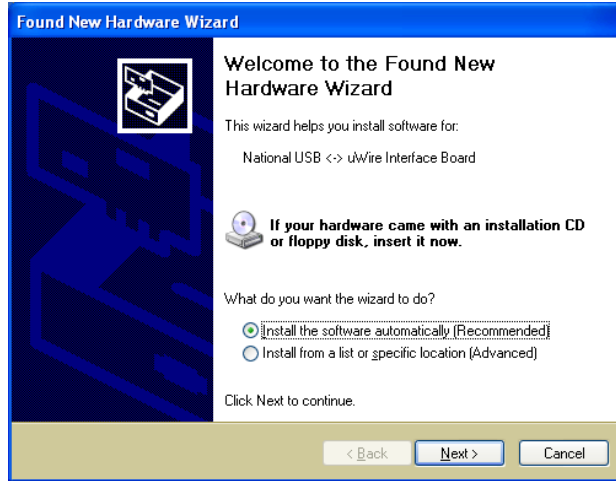 Found New Hardware Wizard
Welcome to the Found New
Hardware Wizard
This wizard helps you install software for:
National USB <-> uWire Interface Board
If your hardware came with an installation CD
or floppy disk, insert it now.
What do you want the wizard to do?
Install the software automatically (Recommended)
Install from a list or specific location (Advanced)
Click Next to continue.
< Back
Next >
Cancel